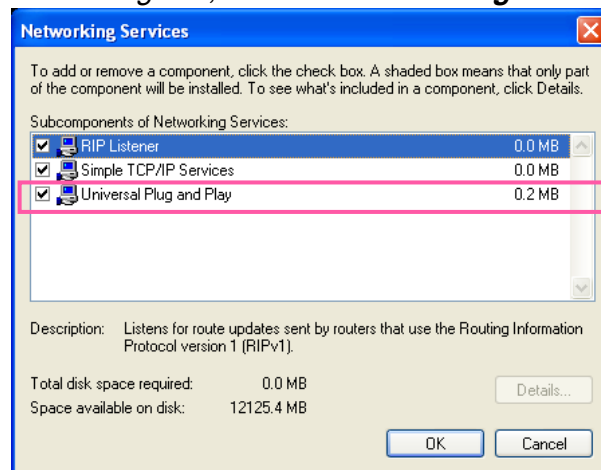 Networking Services
To add or remove a component, click the check box. A shaded box means that only part
of the component will be installed. To see what's included in a component, click Details.
Subcomponents of Networking Services:
RIP Listener 0.0 MB
Simple TCP/IP Services 0.0 MB
Universal Plug and Play 0.2 MB
Description: Listens for route updates sent by routers that use the Routing Information
Protocol version 1 (RIPv1).
Total disk space required: 0.0 MB
Details...
Space available on disk: 12125.4 MB
OK Cancel